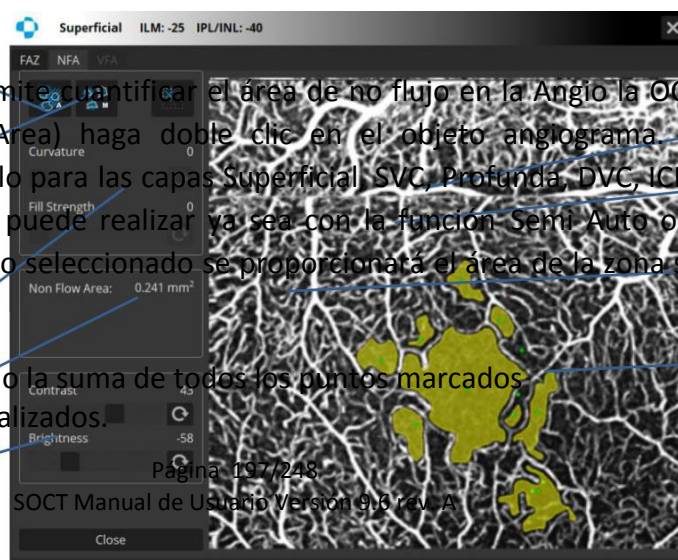 Superficial ILM: -25 IPL/INL: -40
FAZ NFA VFA
mite cuantificar el área de no flujo en la Angio la OC
Area) haga doble clic en el objeto angiograma.
Curvature 0
lo para las capas Superficial, SVC, Profunda, DVC, ICI
Fill Strength 0
puede realizar ya sea con la función Semi Auto o
o seleccionado se proporcionará el área de la zona s
Non Flow Area: 0.241 mm²
o la suma de todos los puntos marcados
Contrast 43
alizados.
Brightness -58
Página 197/248
SOCT Manual de Usuario Versión 9.6 rev. A
Close